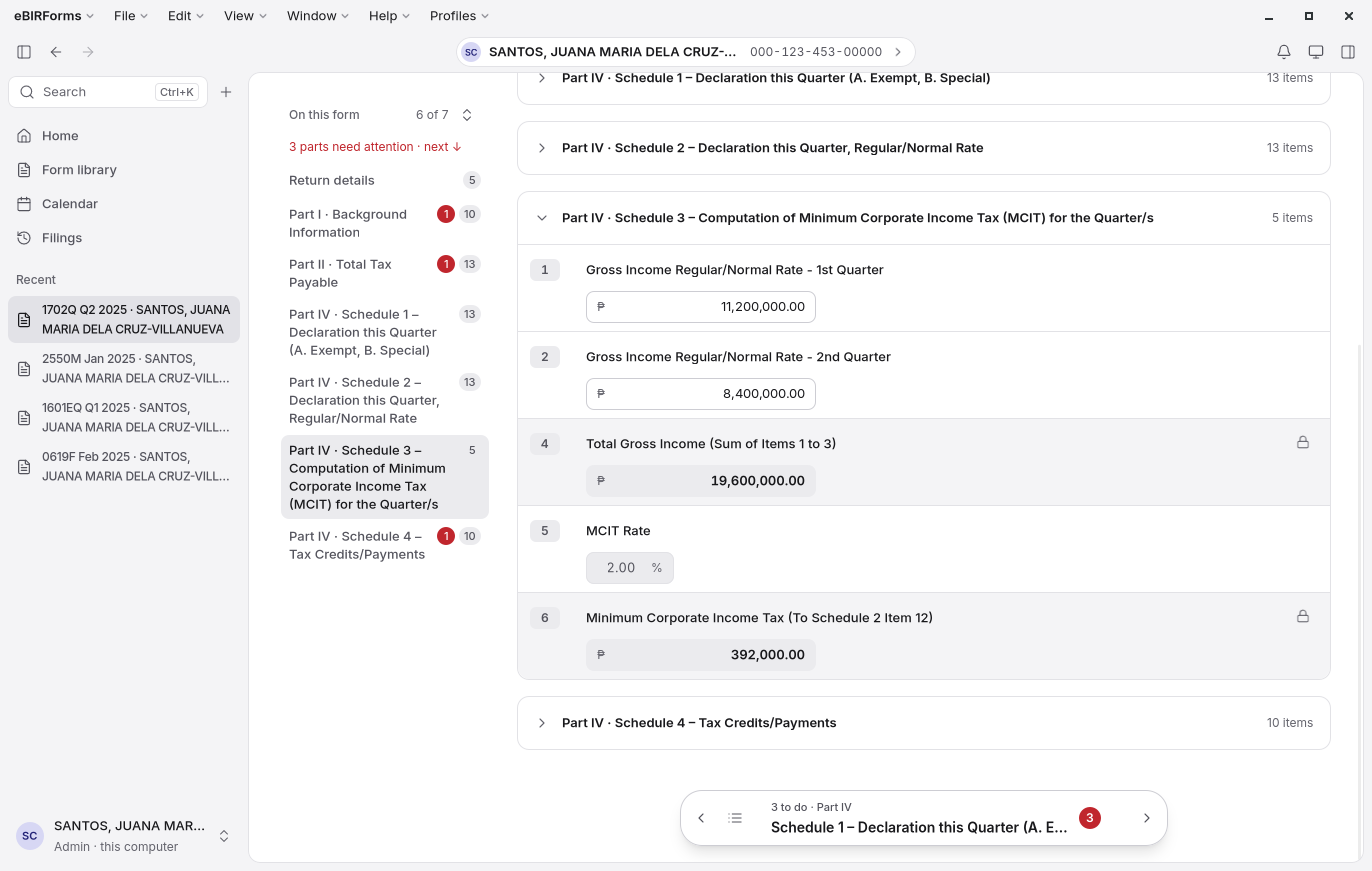 eBIRForms File Edit View Window Help Profiles
SC SANTOS, JUANA MARIA DELA CRUZ-... 000-123-453-00000
Search Ctrl+K
Home
Form library
Calendar
Filings
Recent
1702Q Q2 2025 · SANTOS, JUANA
MARIA DELA CRUZ-VILLANUEVA
2550M Jan 2025 · SANTOS,
JUANA MARIA DELA CRUZ-VILL...
1601EQ Q1 2025 · SANTOS,
JUANA MARIA DELA CRUZ-VILL...
0619F Feb 2025 · SANTOS,
JUANA MARIA DELA CRUZ-VILL...
SC SANTOS, JUANA MAR...
Admin · this computer
On this form 6 of 7
3 parts need attention · next ↓
Return details 5
Part I · Background 1 10
Information
Part II · Total Tax 1 13
Payable
Part IV · Schedule 1 – 13
Declaration this Quarter
(A. Exempt, B. Special)
Part IV · Schedule 2 – 13
Declaration this Quarter,
Regular/Normal Rate
Part IV · Schedule 3 – 5
Computation of Minimum
Corporate Income Tax
(MCIT) for the Quarter/s
Part IV · Schedule 4 – 1 10
Tax Credits/Payments
Part IV · Schedule 1 – Declaration this Quarter (A. Exempt, B. Special) 13 items
Part IV · Schedule 2 – Declaration this Quarter, Regular/Normal Rate 13 items
Part IV · Schedule 3 – Computation of Minimum Corporate Income Tax (MCIT) for the Quarter/s 5 items
1 Gross Income Regular/Normal Rate - 1st Quarter
₱ 11,200,000.00
2 Gross Income Regular/Normal Rate - 2nd Quarter
₱ 8,400,000.00
4 Total Gross Income (Sum of Items 1 to 3)
₱ 19,600,000.00
5 MCIT Rate
2.00 %
6 Minimum Corporate Income Tax (To Schedule 2 Item 12)
₱ 392,000.00
Part IV · Schedule 4 – Tax Credits/Payments 10 items
3 to do · Part IV
Schedule 1 – Declaration this Quarter (A. E... 3